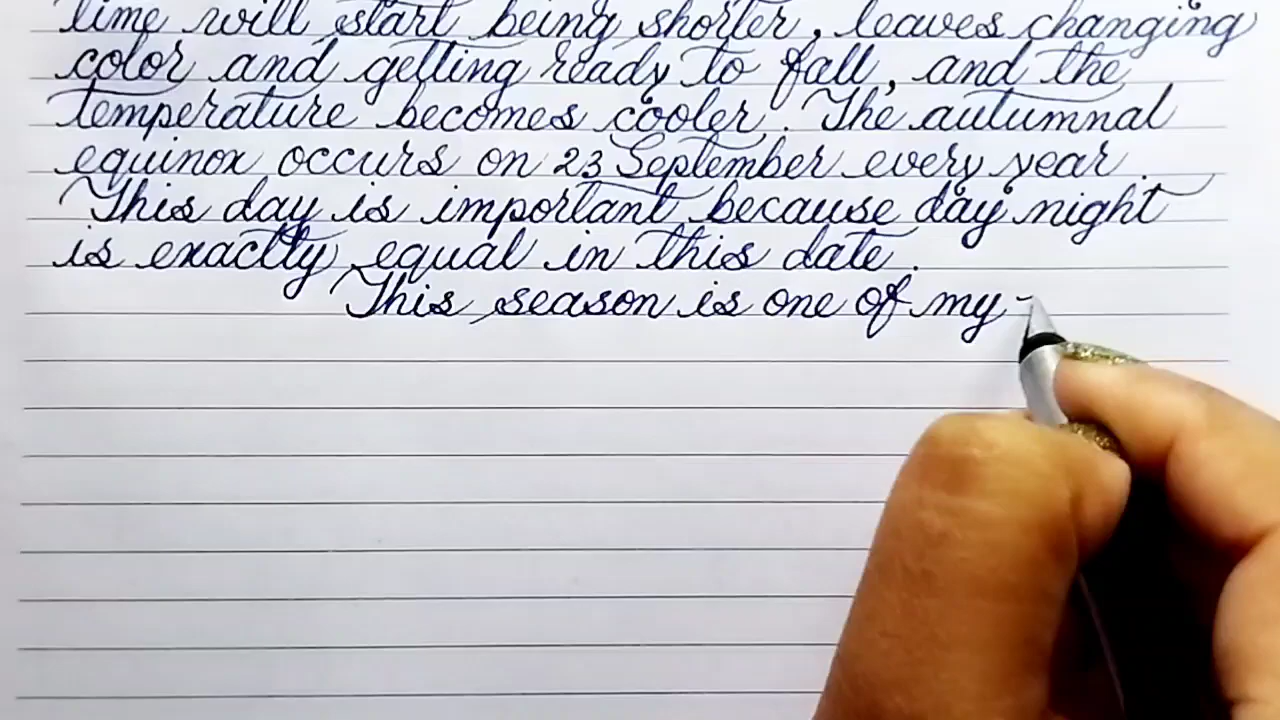 time will start being shorter, leaves changing
color and getting ready to fall, and the
temperature becomes cooler. The autumnal
equinox occurs on 23 September every year.
This day is important because day night
is exactly equal in this date.
This season is one of my